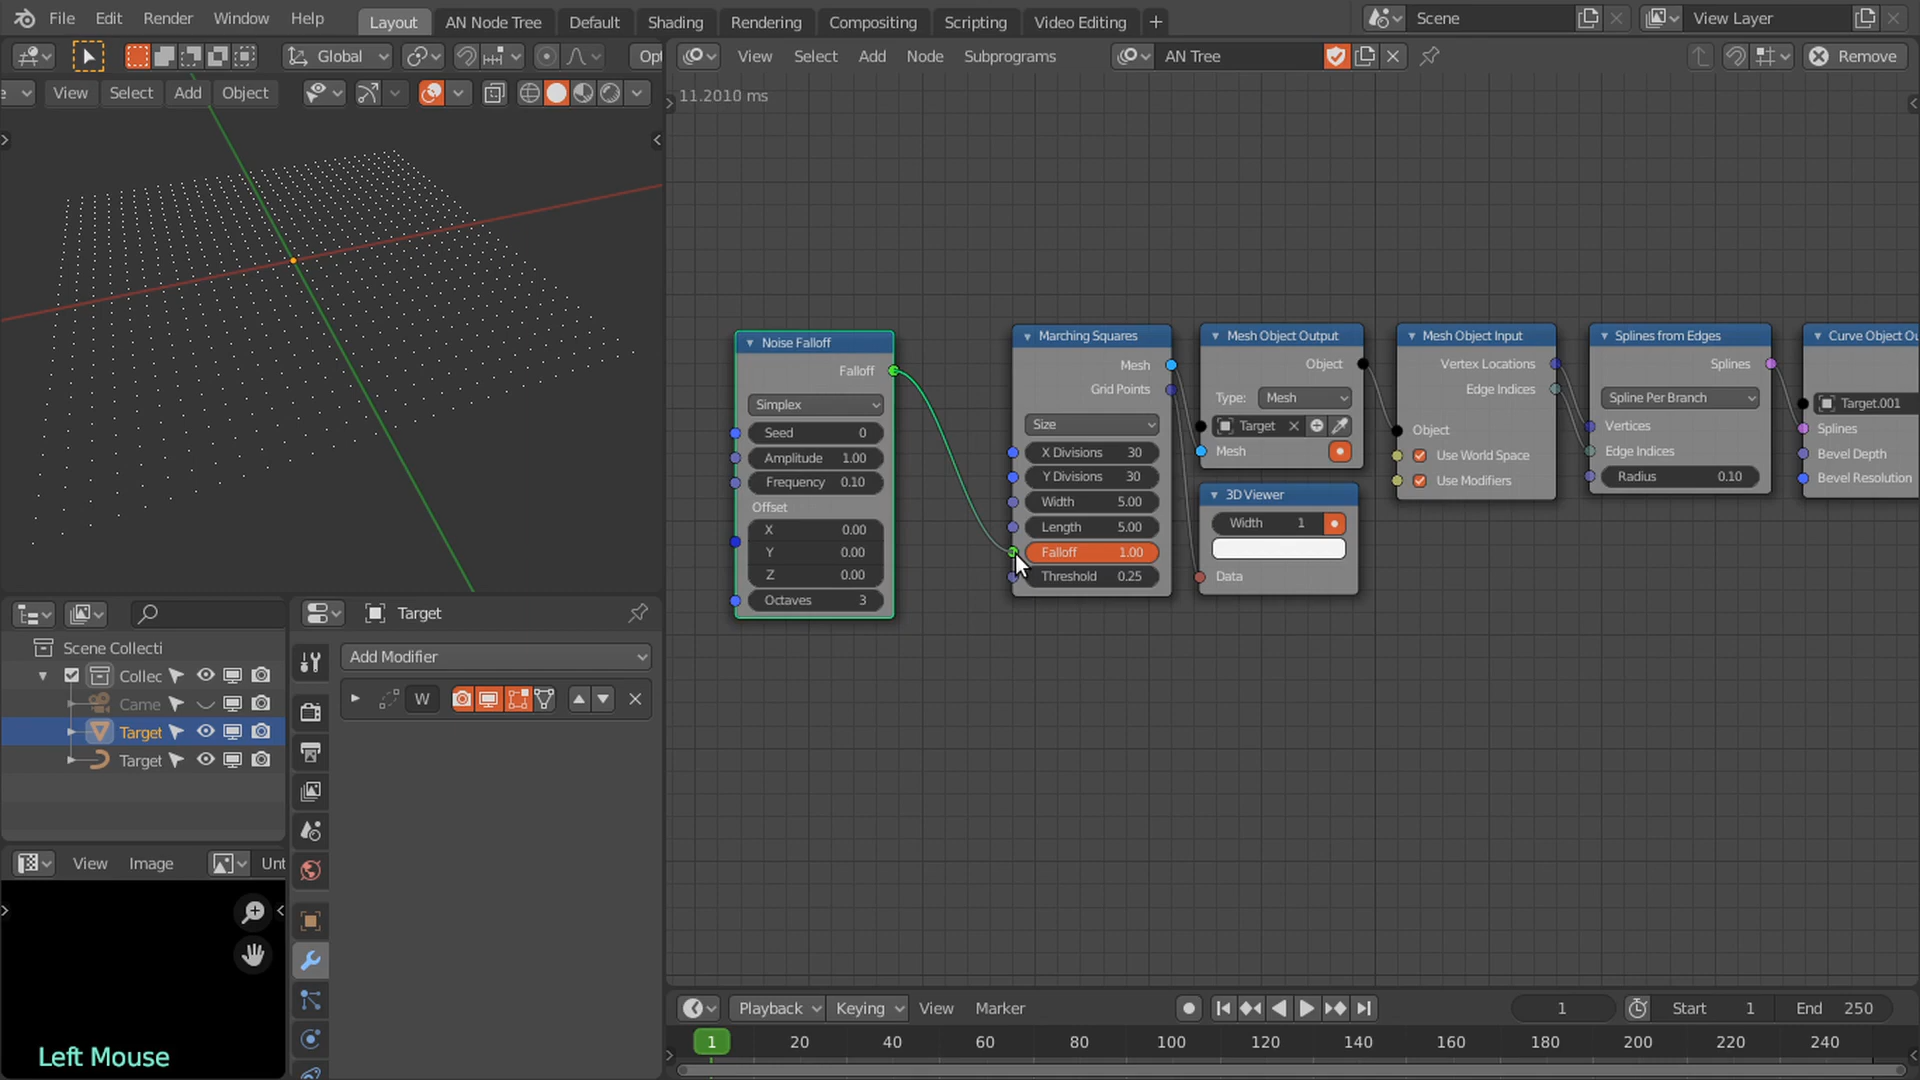 File Edit Render Window Help Layout AN Node Tree Default Shading Rendering Compositing Scripting Video Editing + Scene View Layer
Global Opt View Select Add Node Subprograms AN Tree Remove
View Select Add Object
11.2010 ms
Noise Falloff
Falloff
Simplex
Seed 0
Amplitude 1.00
Frequency 0.10
Offset
X 0.00
Y 0.00
Z 0.00
Octaves 3
Marching Squares
Mesh
Grid Points
Size
X Divisions 30
Y Divisions 30
Width 5.00
Length 5.00
Falloff 1.00
Threshold 0.25
Mesh Object Output
Object
Type: Mesh
Target
Mesh
3D Viewer
Width 1
Data
Mesh Object Input
Vertex Locations
Edge Indices
Object
Use World Space
Use Modifiers
Splines from Edges
Splines
Spline Per Branch
Vertices
Edge Indices
Radius 0.10
Curve Object Ou
Target.001
Splines
Bevel Depth
Bevel Resolution
Scene Collecti
Collec
Came
Target
Target
Target
Add Modifier
W
View Image Unt
Left Mouse
Playback Keying View Marker 1 Start 1 End 250
1 20 40 60 80 100 120 140 160 180 200 220 240